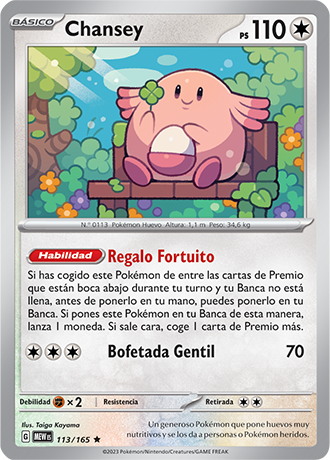 BÁSICO Chansey PS 110
N.º 0113 Pokémon Huevo Altura: 1,1 m Peso: 34,6 kg
Habilidad Regalo Fortuito
Si has cogido este Pokémon de entre las cartas de Premio
que están boca abajo durante tu turno y tu Banca no está
llena, antes de ponerlo en tu mano, puedes ponerlo en tu
Banca. Si pones este Pokémon en tu Banca de esta manera,
lanza 1 moneda. Si sale cara, coge 1 carta de Premio más.
Bofetada Gentil 70
Debilidad ×2 Resistencia Retirada
Ilus. Taiga Kayama
G MEW ES 113/165
Un generoso Pokémon que pone huevos muy
nutritivos y se los da a personas o Pokémon heridos.
©2023 Pokémon/Nintendo/Creatures/GAME FREAK